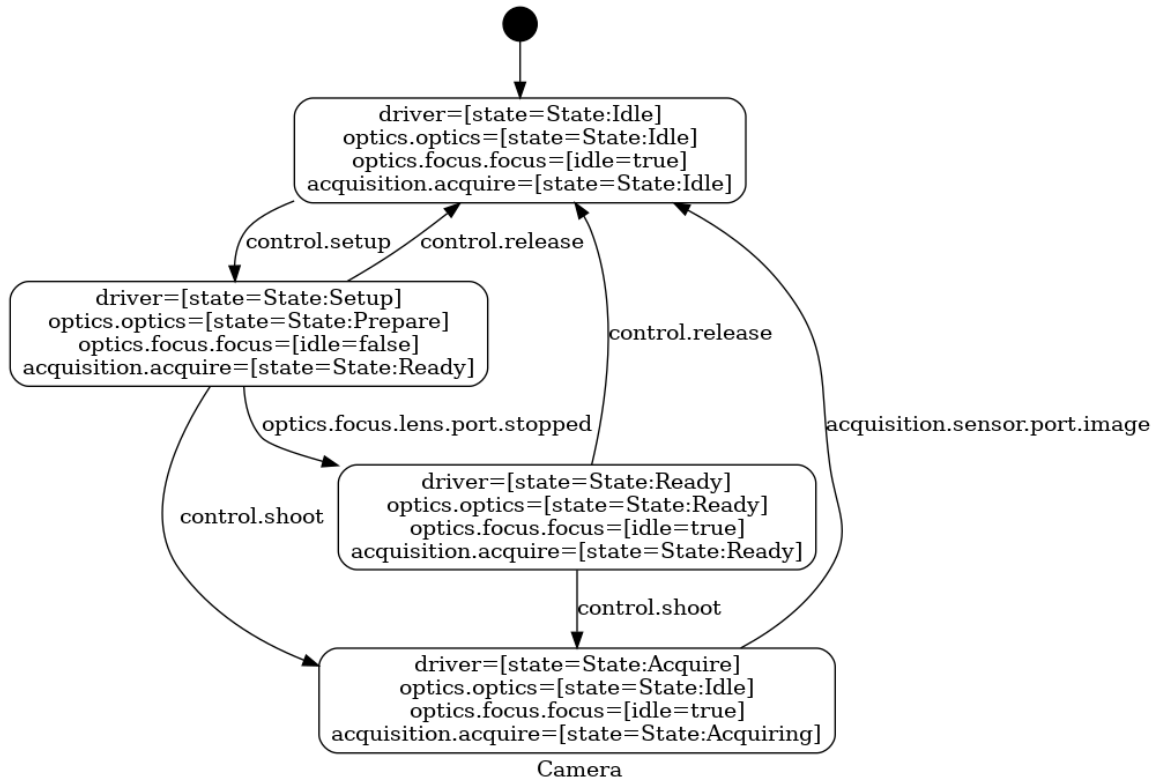 driver=[state=State:Idle]
optics.optics=[state=State:Idle]
optics.focus.focus=[idle=true]
acquisition.acquire=[state=State:Idle]
control.setup
control.release
driver=[state=State:Setup]
optics.optics=[state=State:Prepare]
optics.focus.focus=[idle=false]
acquisition.acquire=[state=State:Ready]
control.release
optics.focus.lens.port.stopped
acquisition.sensor.port.image
driver=[state=State:Ready]
optics.optics=[state=State:Ready]
optics.focus.focus=[idle=true]
acquisition.acquire=[state=State:Ready]
control.shoot
control.shoot
driver=[state=State:Acquire]
optics.optics=[state=State:Idle]
optics.focus.focus=[idle=true]
acquisition.acquire=[state=State:Acquiring]
Camera